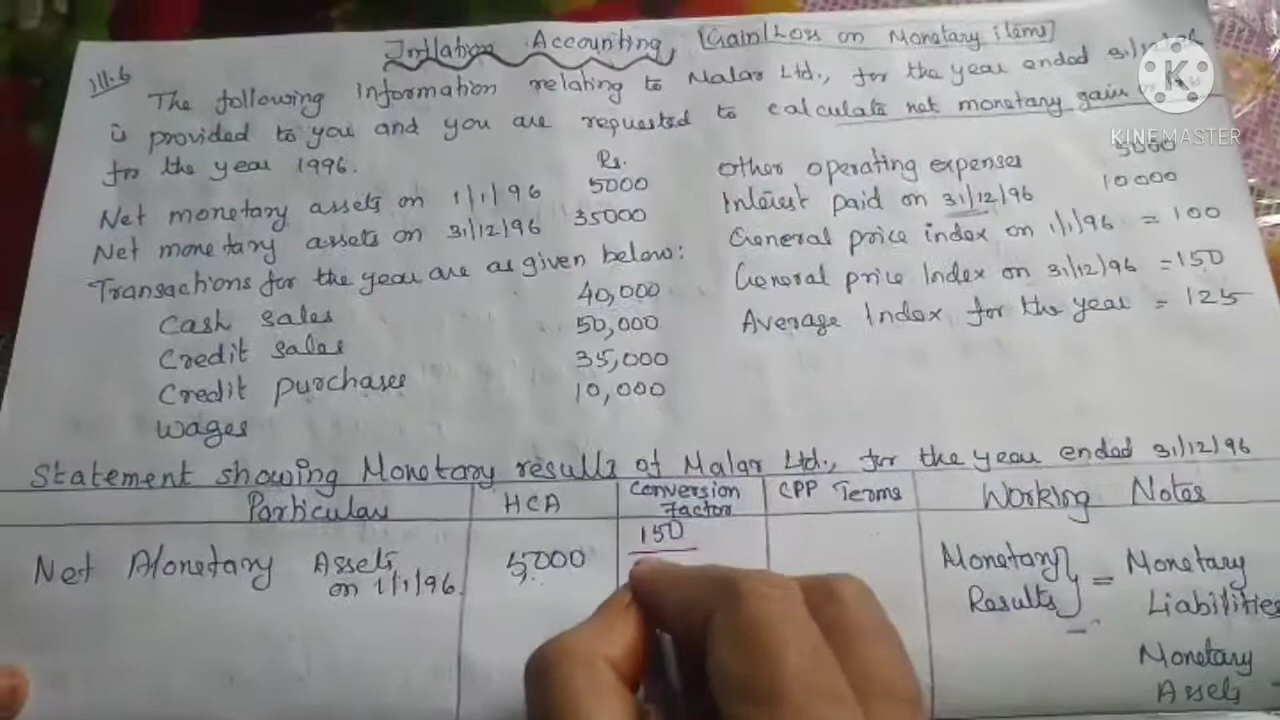 Inflation Accounting, [Gain/Loss on Monetary items]
Ill.6
The following information relating to Malar Ltd., for the year ended
is provided to you and you are requested to calculate net monetary gain
for the year 1996.
Rs.
Net monetary assets on 1/1/96 5000
Net monetary assets on 31/12/96 35000
Transactions for the year are as given below:
Cash sales 40,000
Credit sales 50,000
Credit purchases 35,000
Wages 10,000
Other operating expenses
Interest paid on 31/12/96 10000
General price index on 1/1/96 = 100
General price Index on 31/12/96 = 150
Average Index for the year = 125
K
KINEMASTER
Statement showing Monetary results of Malar Ltd., for the year ended 31/12/96
Particulars HCA Conversion Factor CPP Terms Working Notes
Net Monetary Assets on 1/1/96. 5000 150
Monetary Results = Monetary Liabilities
Monetary Assets